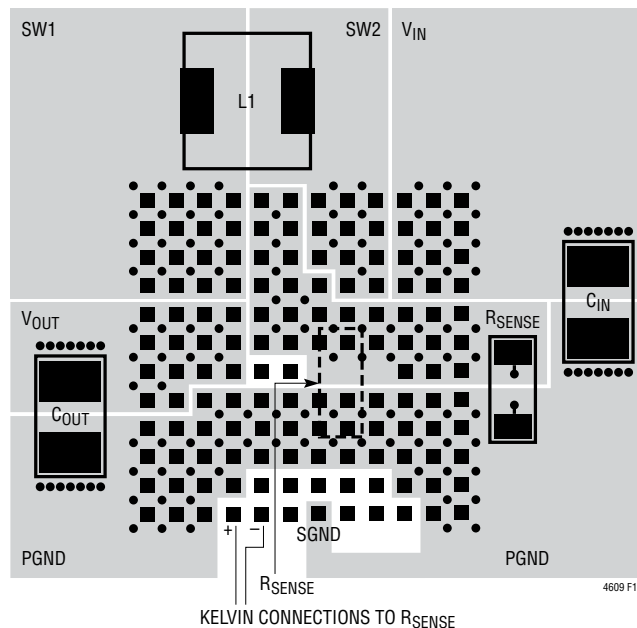 SW1
SW2
VIN
L1
VOUT
RSENSE
CIN
COUT
+
–
SGND
PGND
PGND
RSENSE
4609 F1
KELVIN CONNECTIONS TO RSENSE